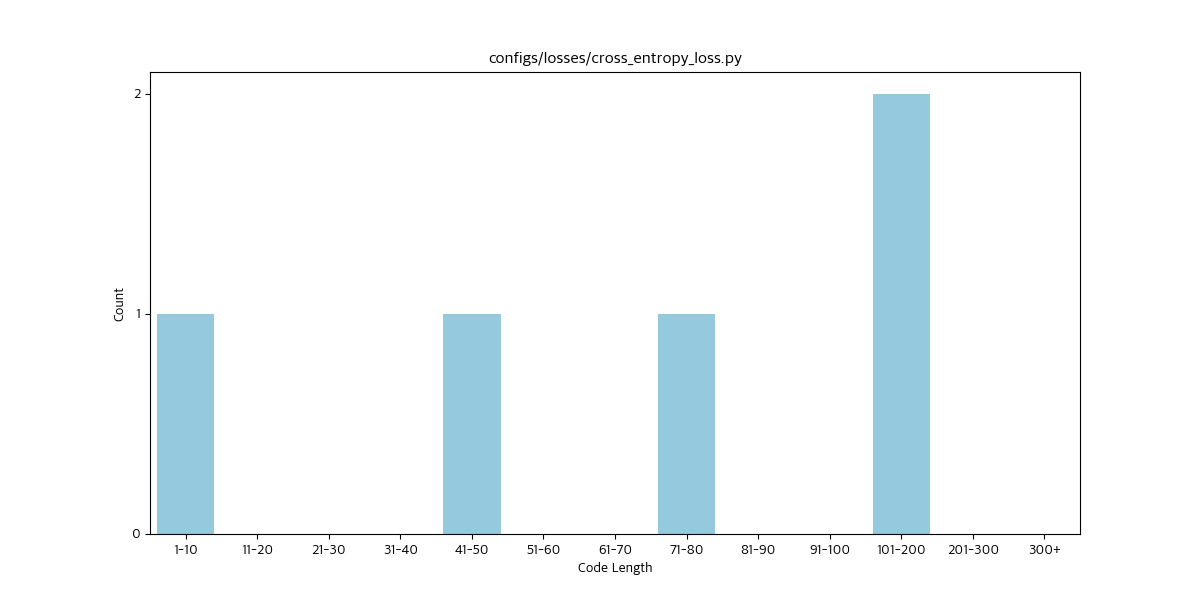 configs/losses/cross_entropy_loss.py
2
1
0
Count
1-10 11-20 21-30 31-40 41-50 51-60 61-70 71-80 81-90 91-100 101-200 201-300 300+
Code Length